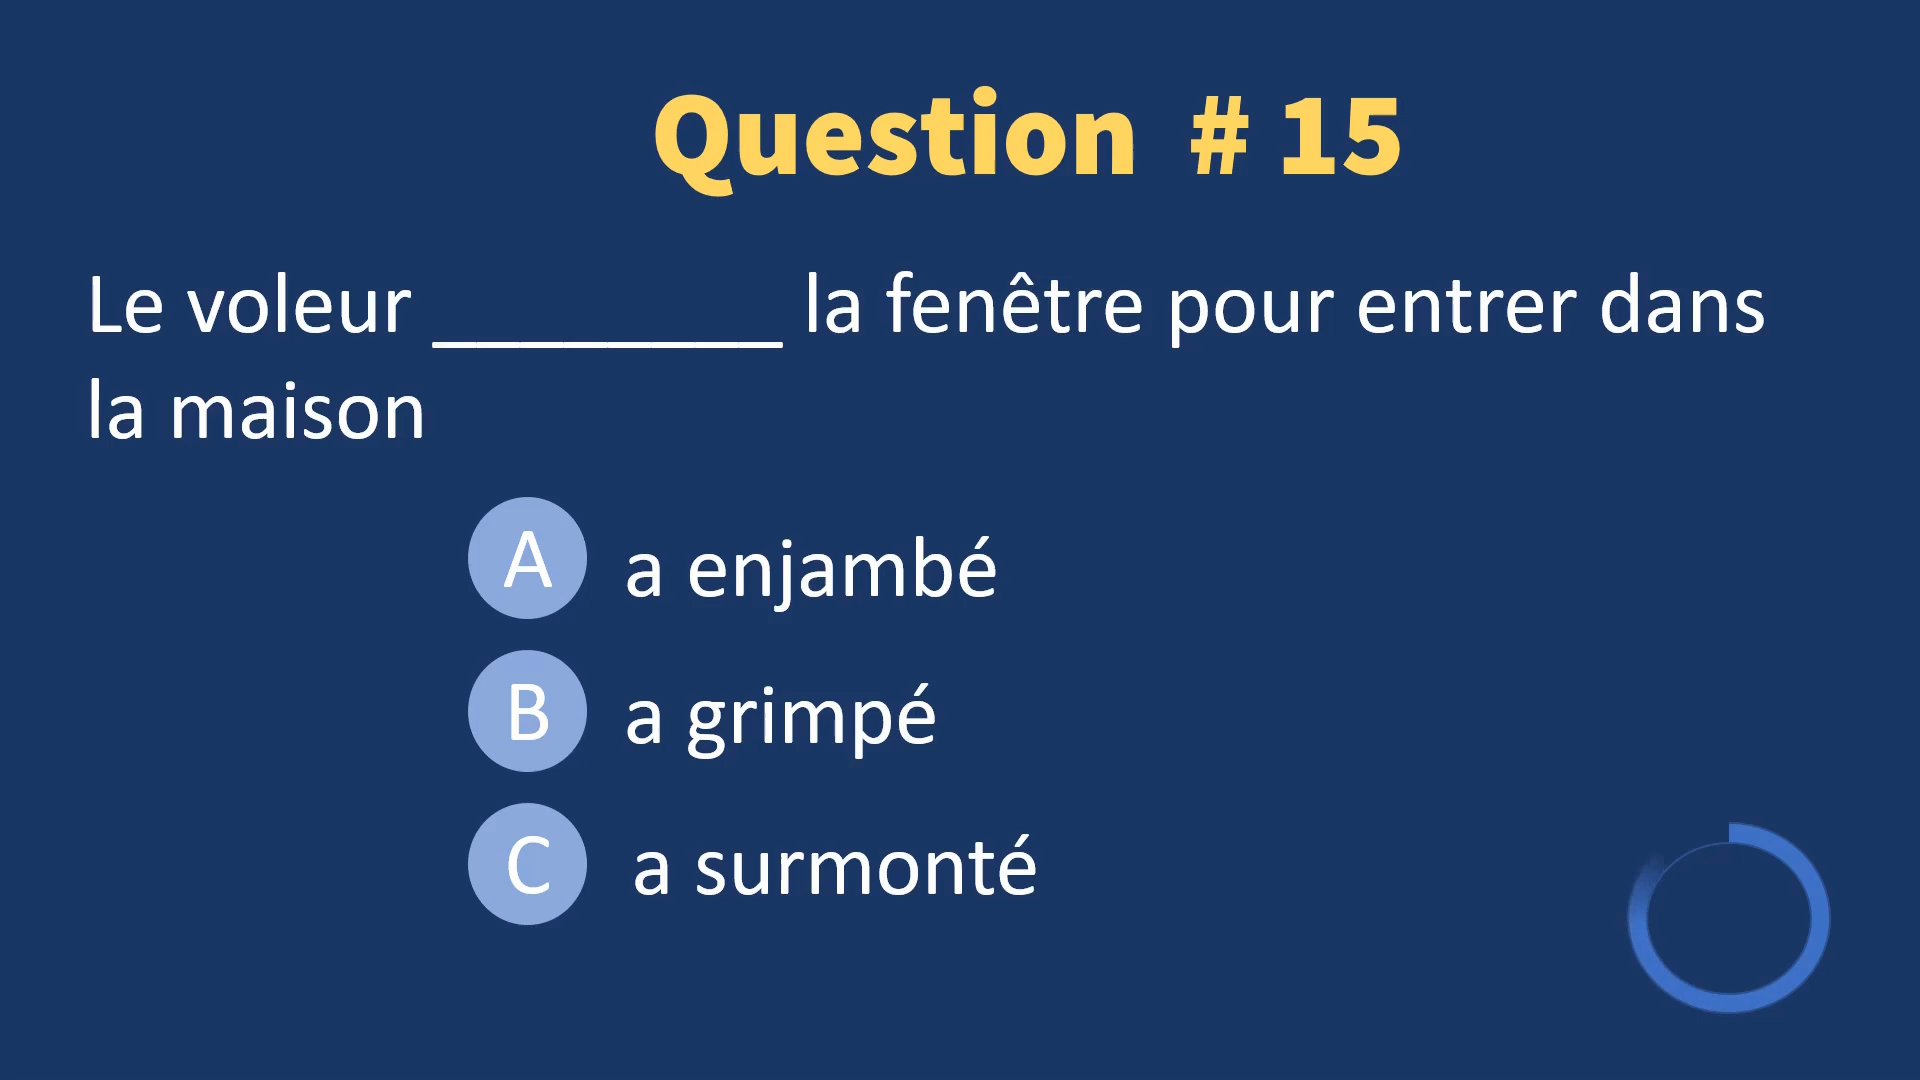 Question # 15
Le voleur ________ la fenêtre pour entrer dans
la maison
A a enjambé
B a grimpé
C a surmonté